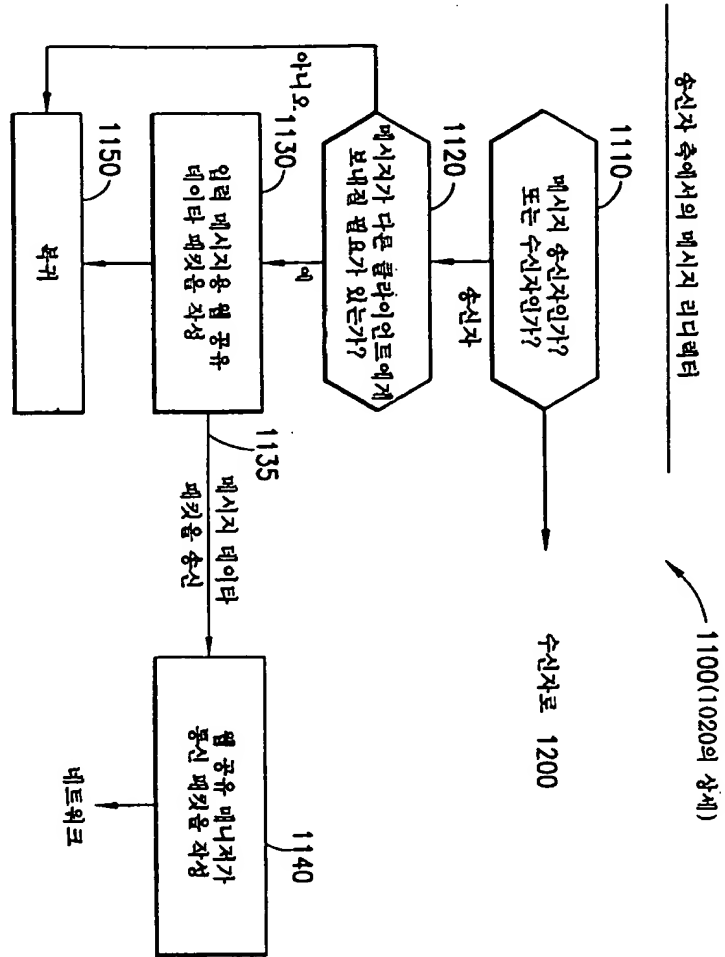 송신자 측에서의 메시지 리디렉터
1100(1020의 상세)
1110
메시지 송신자인가?
또는 수신자인가?
수신자로 1200
송신자
1120
메시지가 다른 클라이언트에게
보내질 필요가 있는가?
아니오
예
1130
임력 메시지용 웹 공유
데이타 패킷을 작성
1135
메시지 데이타
패킷을 송신
1140
웹 공유 매니저가
통신 패킷을 작성
네트워크
1150
복귀